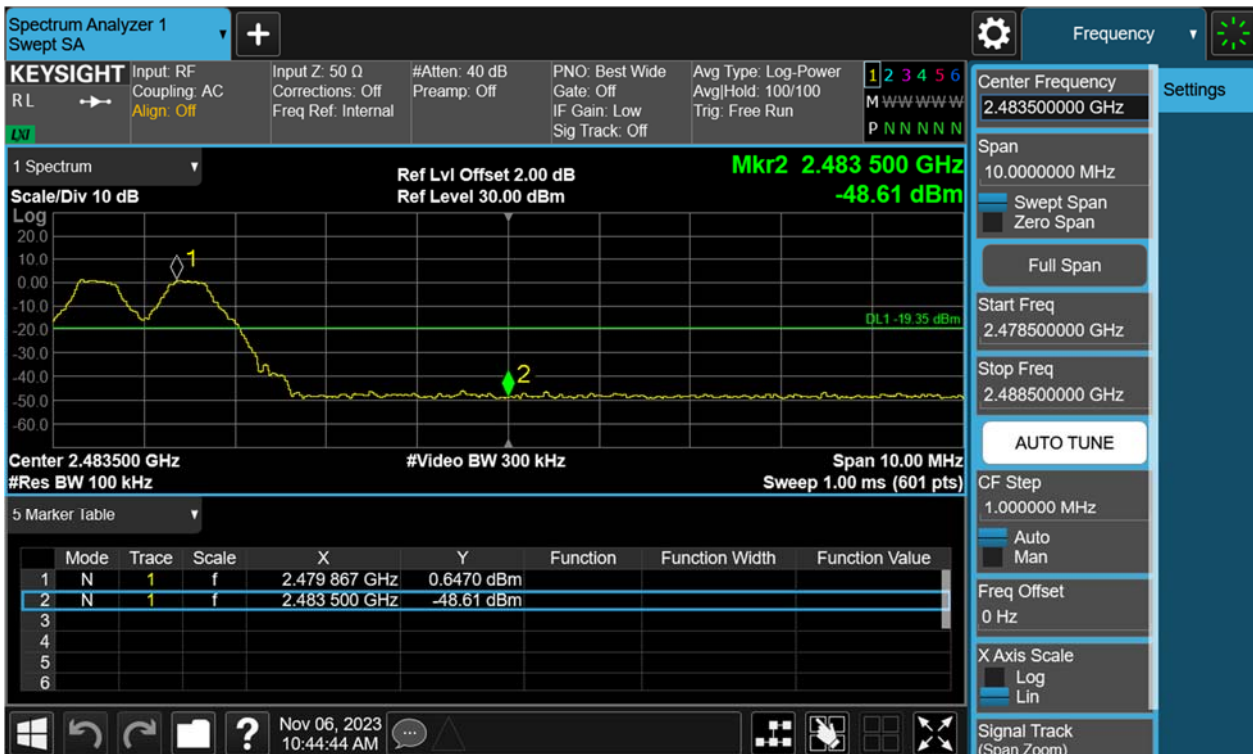 Spectrum Analyzer 1
Swept SA
+
Frequency
KEYSIGHT
RL
LXI
Input: RF
Coupling: AC
Align: Off
Input Z: 50 Ω
Corrections: Off
Freq Ref: Internal
#Atten: 40 dB
Preamp: Off
PNO: Best Wide
Gate: Off
IF Gain: Low
Sig Track: Off
Avg Type: Log-Power
Avg|Hold: 100/100
Trig: Free Run
1 2 3 4 5 6
M W W W W W
P N N N N N
1 Spectrum
Scale/Div 10 dB
Ref Lvl Offset 2.00 dB
Ref Level 30.00 dBm
Mkr2 2.483 500 GHz
-48.61 dBm
Log
20.0
10.0
0.00
-10.0
-20.0
-30.0
-40.0
-50.0
-60.0
1
2
DL1 -19.35 dBm
Center 2.483500 GHz
#Video BW 300 kHz
Span 10.00 MHz
#Res BW 100 kHz
Sweep 1.00 ms (601 pts)
5 Marker Table
Mode Trace Scale X Y Function Function Width Function Value
1 N 1 f 2.479 867 GHz 0.6470 dBm
2 N 1 f 2.483 500 GHz -48.61 dBm
3
4
5
6
?
Nov 06, 2023
10:44:44 AM
Center Frequency
2.483500000 GHz
Settings
Span
10.0000000 MHz
Swept Span
Zero Span
Full Span
Start Freq
2.478500000 GHz
Stop Freq
2.488500000 GHz
AUTO TUNE
CF Step
1.000000 MHz
Auto
Man
Freq Offset
0 Hz
X Axis Scale
Log
Lin
Signal Track
(Span Zoom)